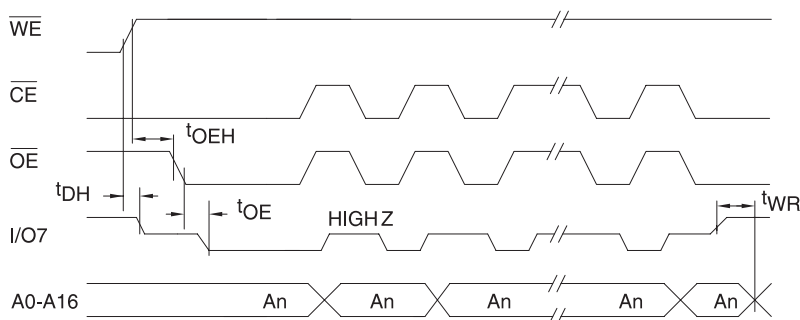 WE
CE
tOEH
OE
tDH
tOE
tWR
HIGH Z
I/O7
A0-A16 An An An An An